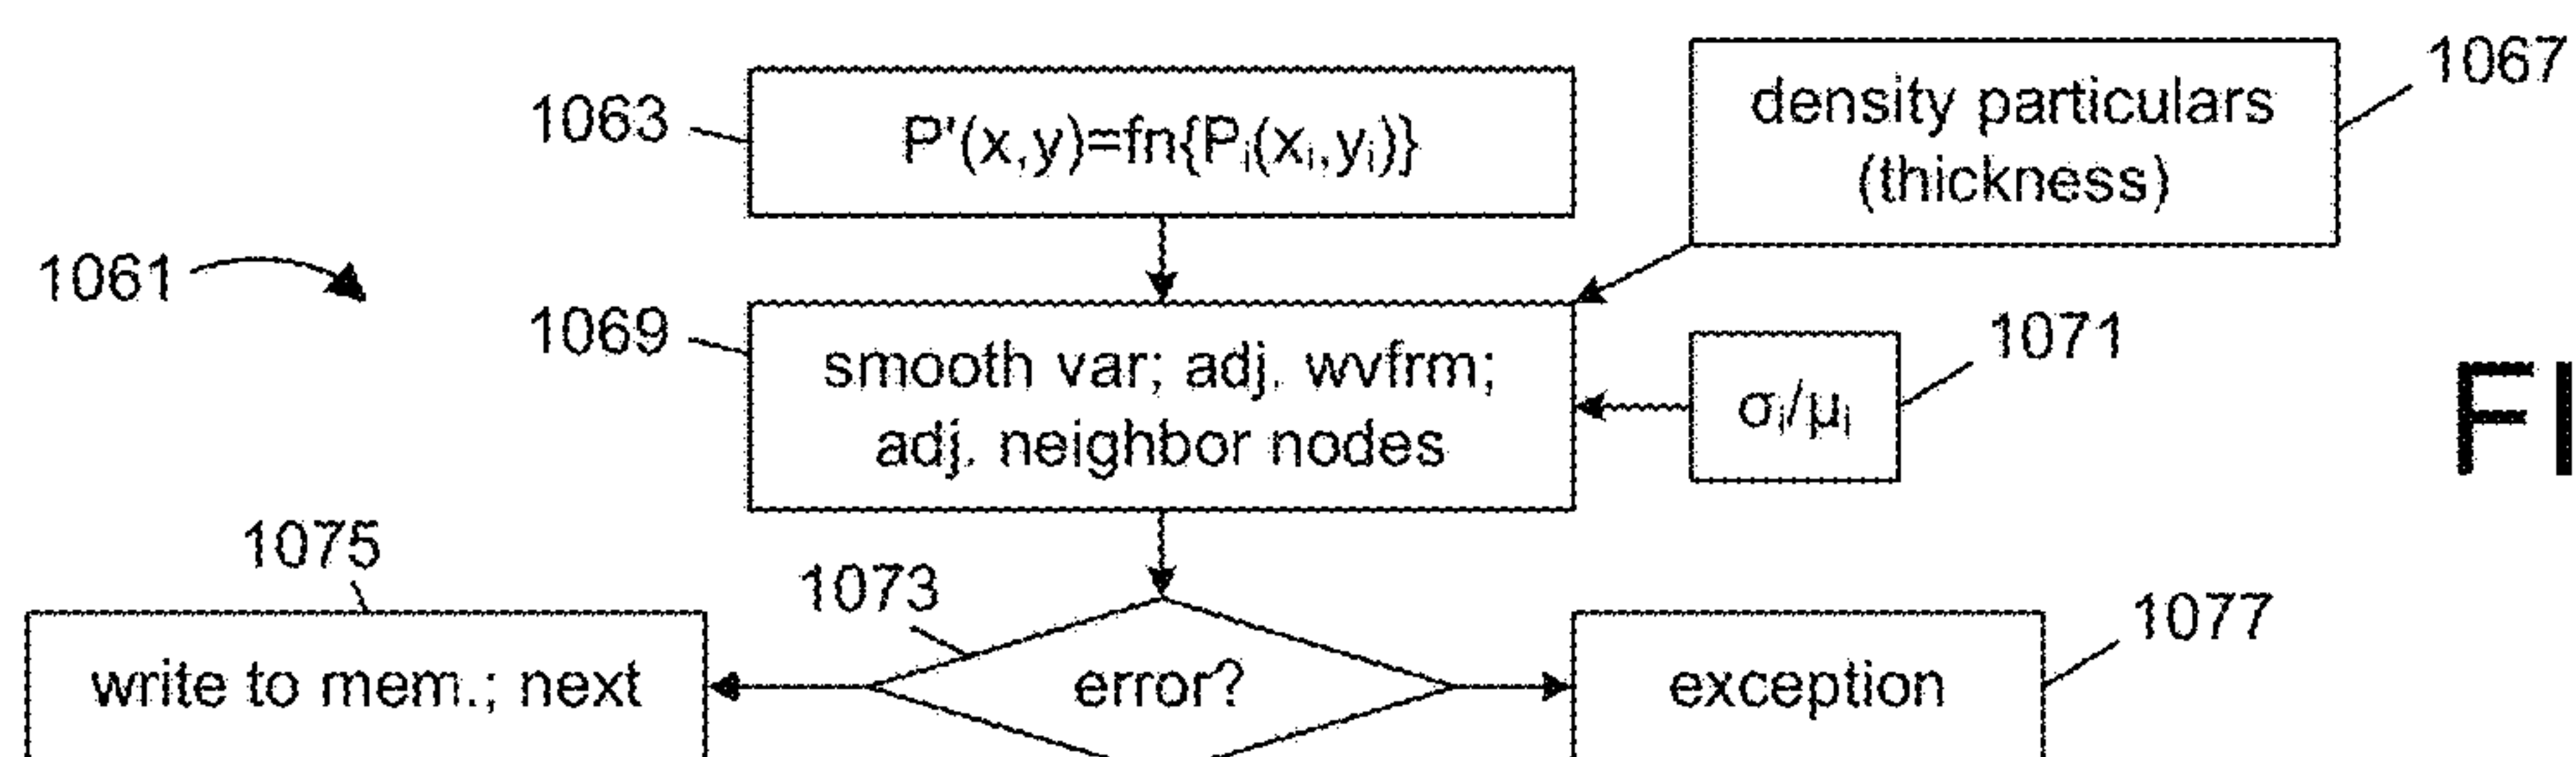 1063
P'(x,y)=fn{Pᵢ(xᵢ,yᵢ)}
density particulars
(thickness)
1067
1061
1069
smooth var; adj. wvfrm;
adj. neighbor nodes
σᵢ/μᵢ
1071
FI
1075
write to mem.; next
1073
error?
exception
1077